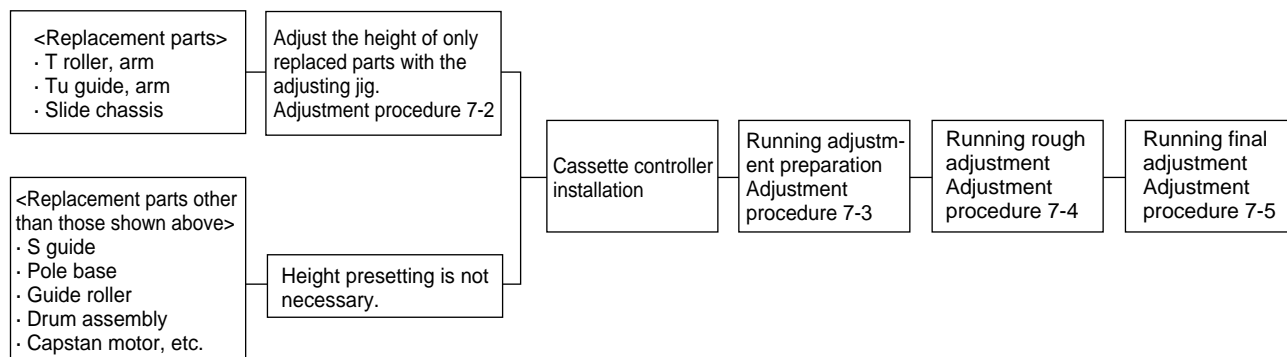 <Replacement parts>
· T roller, arm
· Tu guide, arm
· Slide chassis
Adjust the height of only
replaced parts with the
adjusting jig.
Adjustment procedure 7-2
<Replacement parts other
than those shown above>
· S guide
· Pole base
· Guide roller
· Drum assembly
· Capstan motor, etc.
Height presetting is not
necessary.
Cassette controller
installation
Running adjustm-
ent preparation
Adjustment
procedure 7-3
Running rough
adjustment
Adjustment
procedure 7-4
Running final
adjustment
Adjustment
procedure 7-5